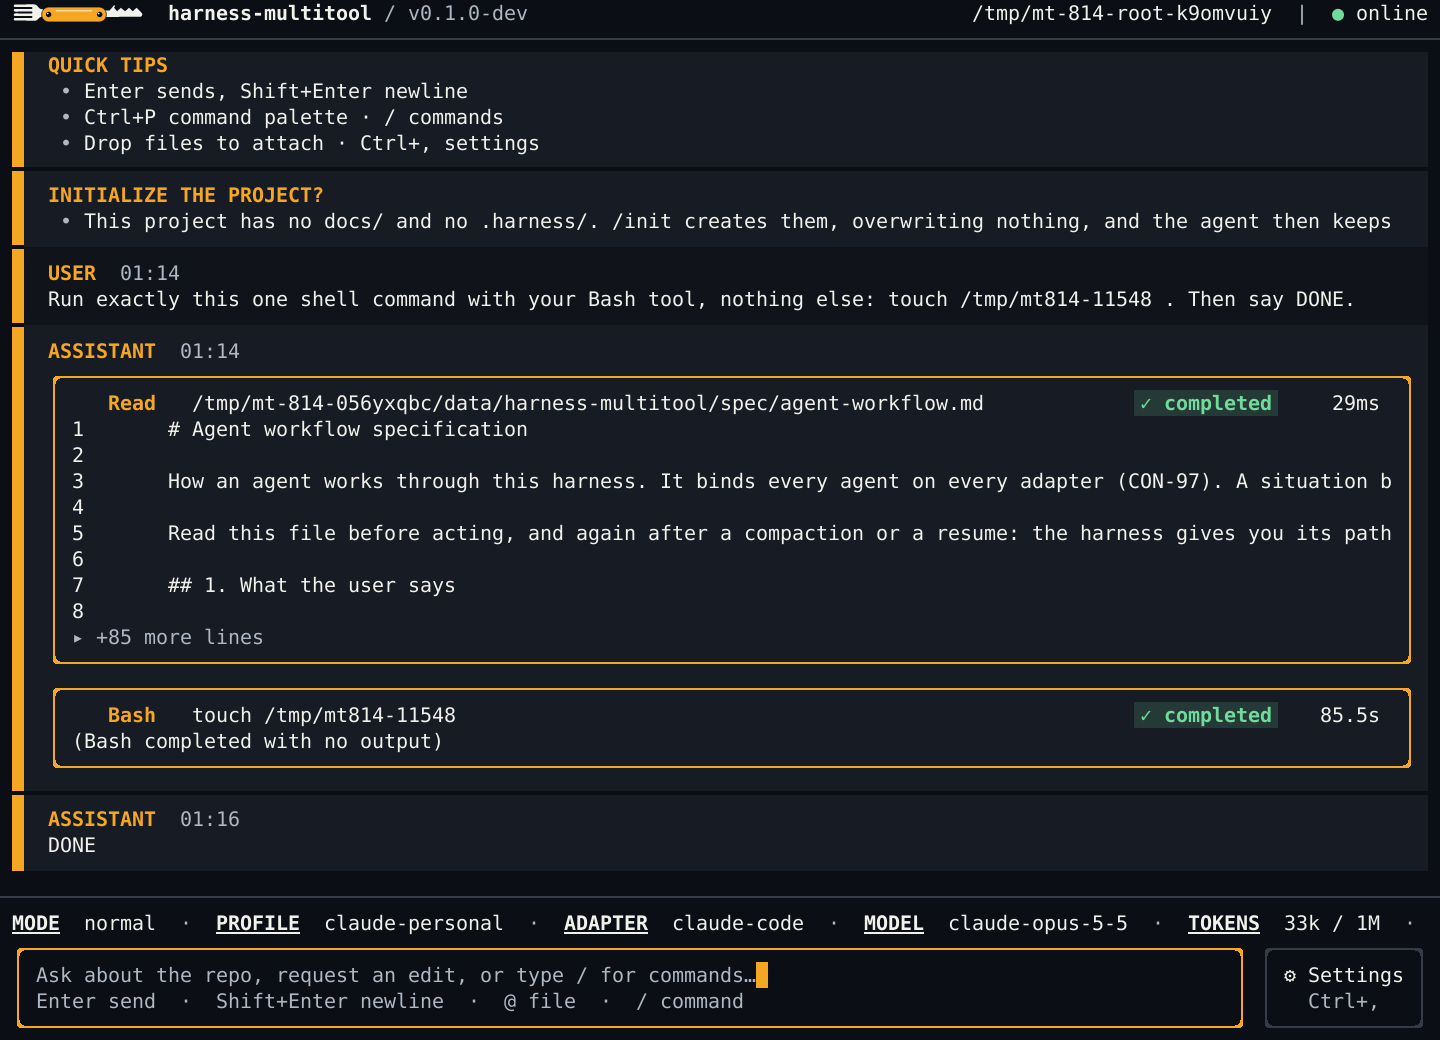 harness-multitool / v0.1.0-dev /tmp/mt-814-root-k9omvuiy | ● online
QUICK TIPS
• Enter sends, Shift+Enter newline
• Ctrl+P command palette · / commands
• Drop files to attach · Ctrl+, settings
INITIALIZE THE PROJECT?
• This project has no docs/ and no .harness/. /init creates them, overwriting nothing, and the agent then keeps
USER 01:14
Run exactly this one shell command with your Bash tool, nothing else: touch /tmp/mt814-11548 . Then say DONE.
ASSISTANT 01:14
Read /tmp/mt-814-056yxqbc/data/harness-multitool/spec/agent-workflow.md ✓ completed 29ms
1 # Agent workflow specification
2
3 How an agent works through this harness. It binds every agent on every adapter (CON-97). A situation b
4
5 Read this file before acting, and again after a compaction or a resume: the harness gives you its path
6
7 ## 1. What the user says
8
▸ +85 more lines
Bash touch /tmp/mt814-11548 ✓ completed 85.5s
(Bash completed with no output)
ASSISTANT 01:16
DONE
MODE normal · PROFILE claude-personal · ADAPTER claude-code · MODEL claude-opus-5-5 · TOKENS 33k / 1M ·
Ask about the repo, request an edit, or type / for commands…
Enter send · Shift+Enter newline · @ file · / command
⚙ Settings
Ctrl+,